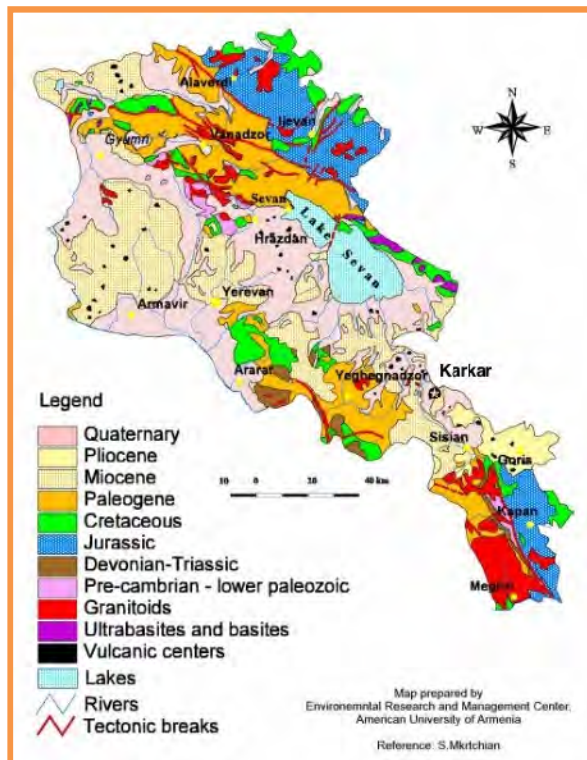 Alaverdi
Ijevan
Vanadzor
Gyumri
N
W E
S
Sevan
Lake
Sevan
Hrazdan
Yerevan
Armavir
Ararat
Yeghegnadzor
Karkar
Sisian
Goris
Kapan
Meghri
Legend
Quaternary
Pliocene
Miocene
Paleogene
Cretaceous
Jurassic
Devonian-Triassic
Pre-cambrian - lower paleozoic
Granitoids
Ultrabasites and basites
Vulcanic centers
Lakes
Rivers
Tectonic breaks
10 0 20 40 km
Map prepared by
Environemntal Research and Management Center,
American University of Armenia
Reference: S.Mkrtchian